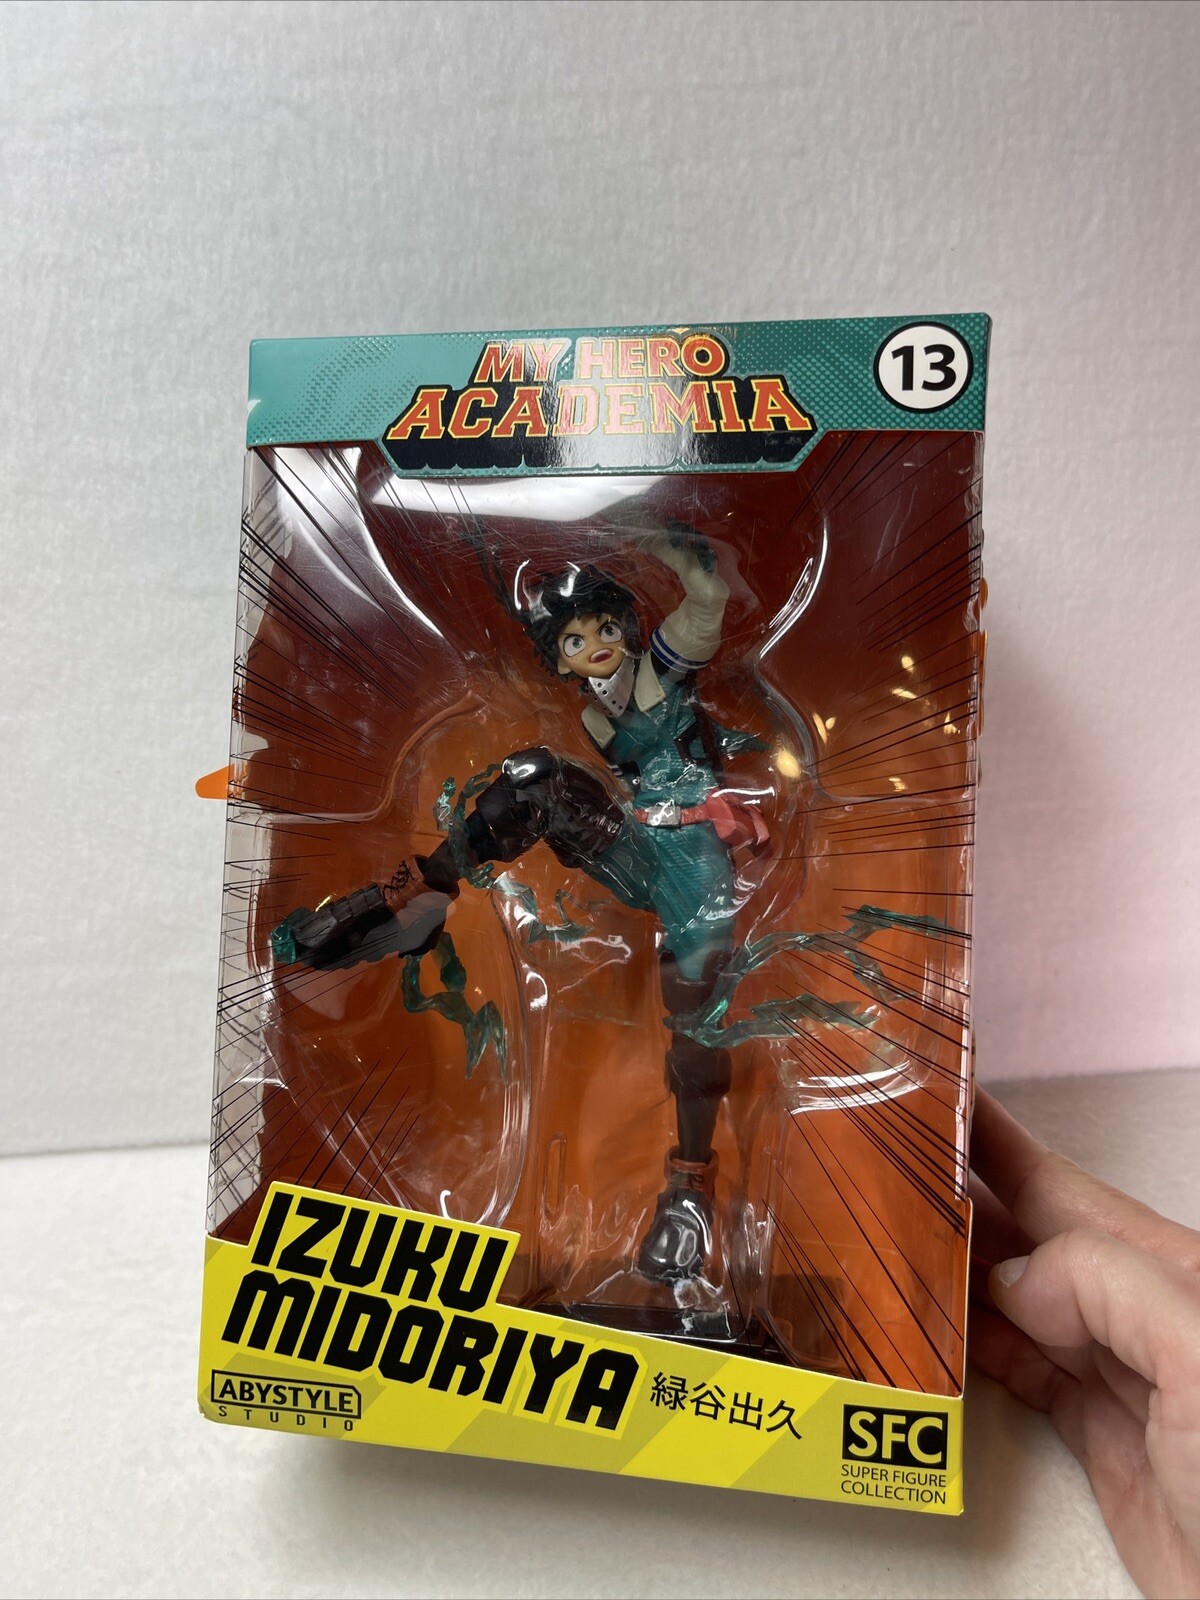 MY HERO
ACADEMIA
13
IZUKU
MIDORIYA
緑谷出久
ABYSTYLE
STUDIO
SFC
SUPER FIGURE
COLLECTION